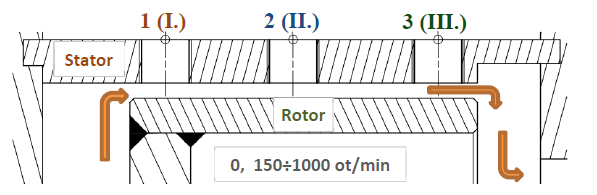 1 (I.) 2 (II.) 3 (III.)
Stator
Rotor
0, 150÷1000 ot/min